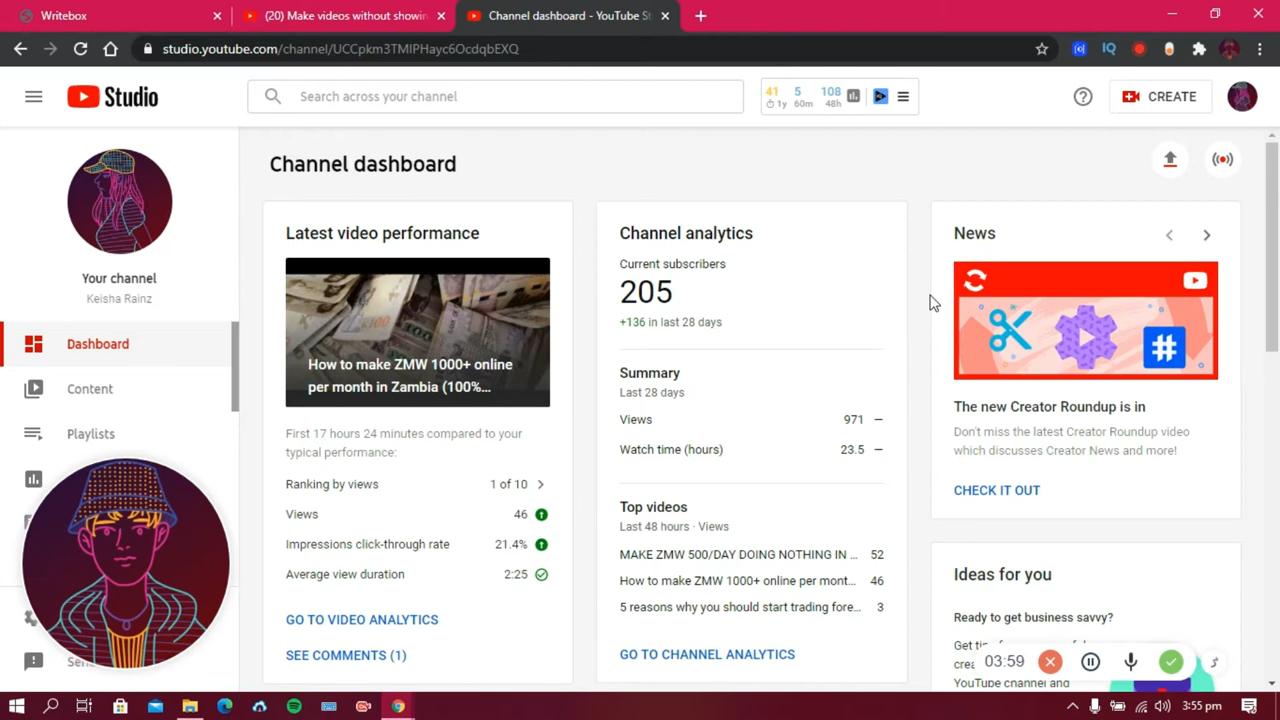 Writebox
(20) Make videos without showin
Channel dashboard - YouTube St
studio.youtube.com/channel/UCCpkm3TMIPHayc6OcdqbEXQ
IQ
Studio
Search across your channel
41 5 108
1y 60m 48h
CREATE
Channel dashboard
Your channel
Keisha Rainz
Dashboard
Content
Playlists
Latest video performance
How to make ZMW 1000+ online
per month in Zambia (100%...
First 17 hours 24 minutes compared to your
typical performance:
Ranking by views 1 of 10
Views 46
Impressions click-through rate 21.4%
Average view duration 2:25
GO TO VIDEO ANALYTICS
SEE COMMENTS (1)
Channel analytics
Current subscribers
205
+136 in last 28 days
Summary
Last 28 days
Views 971 —
Watch time (hours) 23.5 —
Top videos
Last 48 hours · Views
MAKE ZMW 500/DAY DOING NOTHING IN ... 52
How to make ZMW 1000+ online per mont... 46
5 reasons why you should start trading fore... 3
GO TO CHANNEL ANALYTICS
News
#
The new Creator Roundup is in
Don't miss the latest Creator Roundup video
which discusses Creator News and more!
CHECK IT OUT
Ideas for you
Ready to get business savvy?
03:59
YouTube channel and
3:55 pm